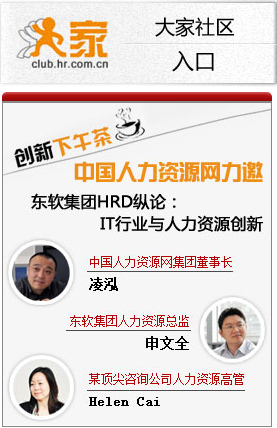 大家
club.hr.com.cn
大家社区
入口
创新下午茶
中国人力资源网力邀
东软集团HRD纵论：
IT行业与人力资源创新
中国人力资源网集团董事长
凌泓
东软集团人力资源总监
申文全
某顶尖咨询公司人力资源高管
Helen Cai